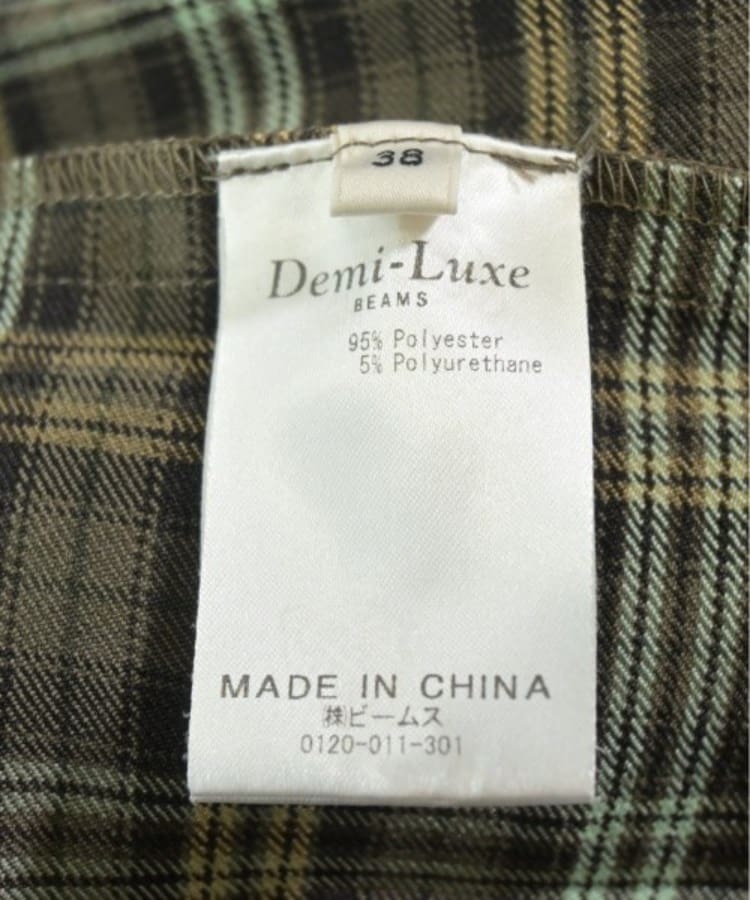 38
Demi-Luxe
BEAMS
95% Polyester
5% Polyurethane
MADE IN CHINA
㈱ビームス
0120-011-301